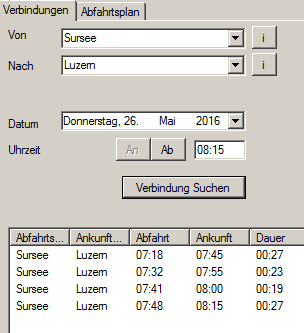 Verbindungen Abfahrtsplan
Von Sursee i
Nach Luzern i
Datum Donnerstag, 26. Mai 2016
Uhrzeit An Ab 08:15
Verbindung Suchen
Abfahrts... Ankunft... Abfahrt Ankunft Dauer
Sursee Luzern 07:18 07:45 00:27
Sursee Luzern 07:32 07:55 00:23
Sursee Luzern 07:41 08:00 00:19
Sursee Luzern 07:48 08:15 00:27